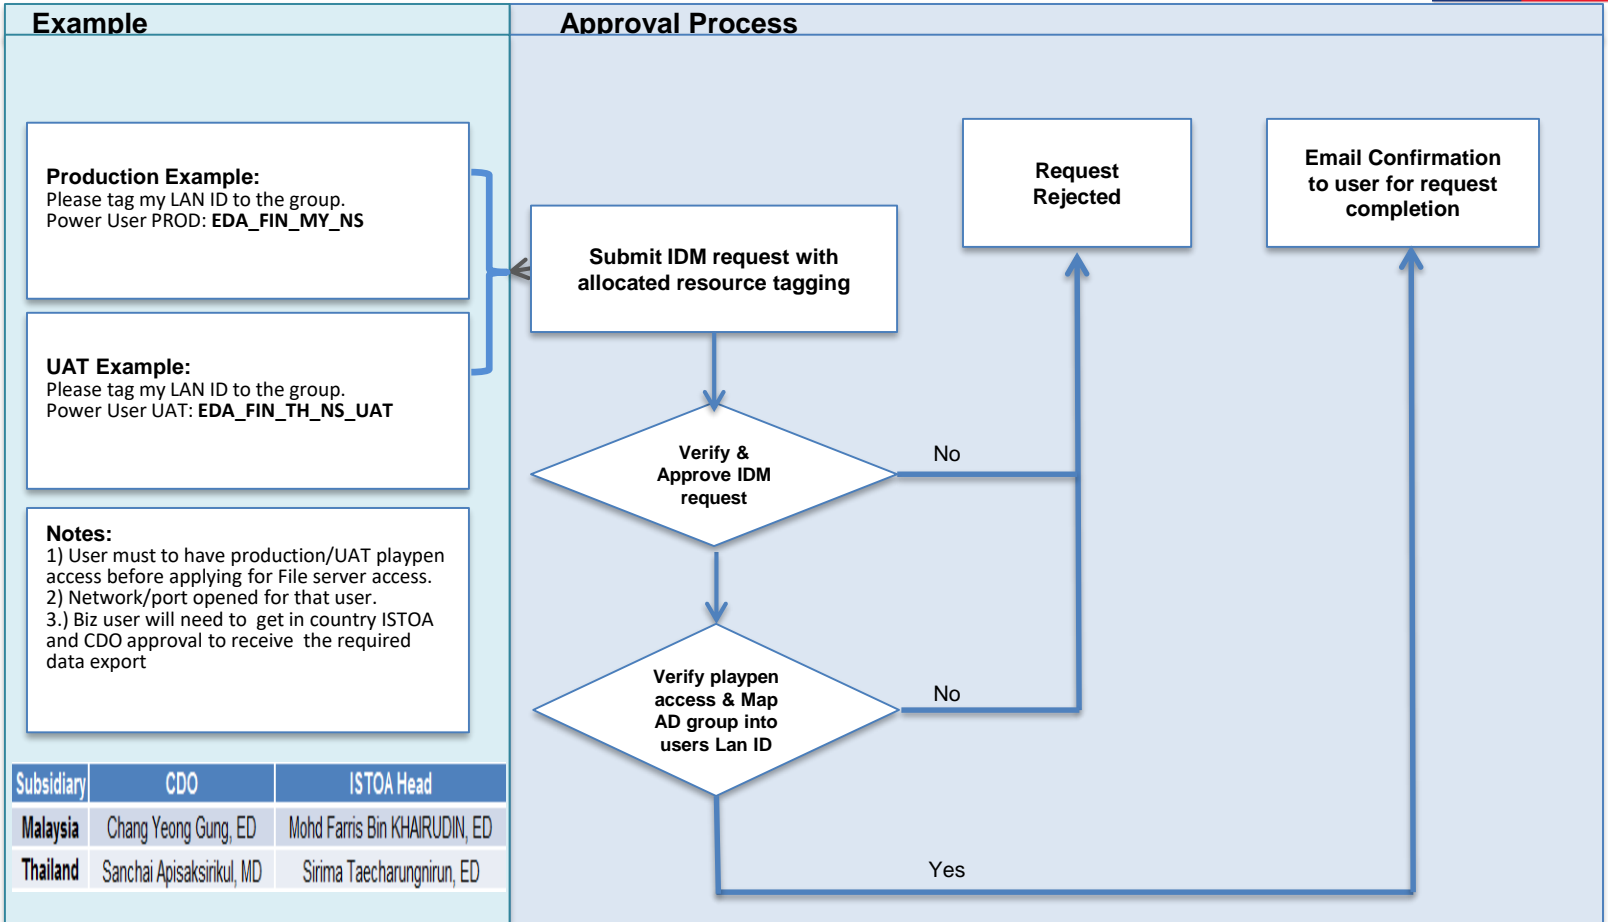 Example
Approval Process
Production Example:
Please tag my LAN ID to the group.
Power User PROD: EDA_FIN_MY_NS
UAT Example:
Please tag my LAN ID to the group.
Power User UAT: EDA_FIN_TH_NS_UAT
Notes:
1) User must to have production/UAT playpen
access before applying for File server access.
2) Network/port opened for that user.
3.) Biz user will need to  get in country ISTOA
and CDO approval to receive  the required
data export
Subsidiary CDO ISTOA Head
Malaysia Chang Yeong Gung, ED Mohd Farris Bin KHAIRUDIN, ED
Thailand Sanchai Apisaksirikul, MD Sirima Taecharungnirun, ED
Submit IDM request with
allocated resource tagging
Verify &
Approve IDM
request
No
Verify playpen
access & Map
AD group into
users Lan ID
No
Yes
Request
Rejected
Email Confirmation
to user for request
completion